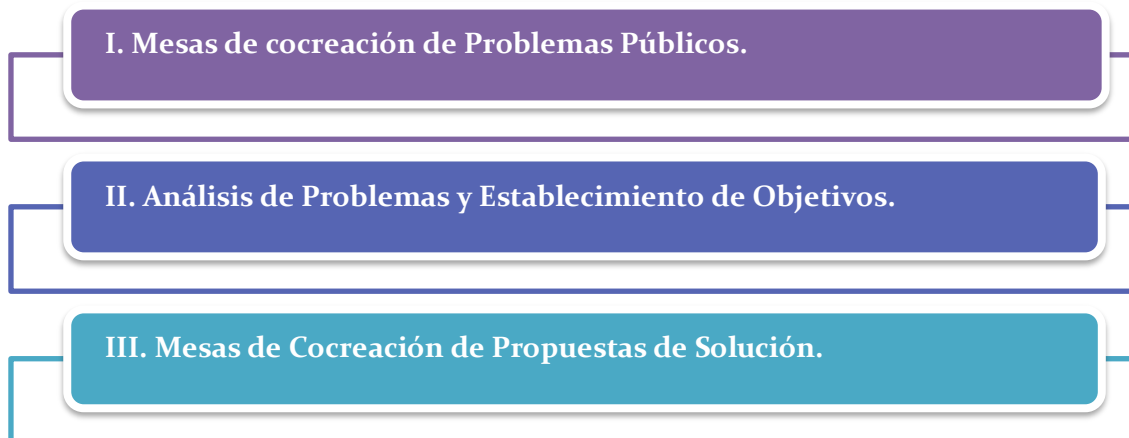 I. Mesas de cocreación de Problemas Públicos.
II. Análisis de Problemas y Establecimiento de Objetivos.
III. Mesas de Cocreación de Propuestas de Solución.